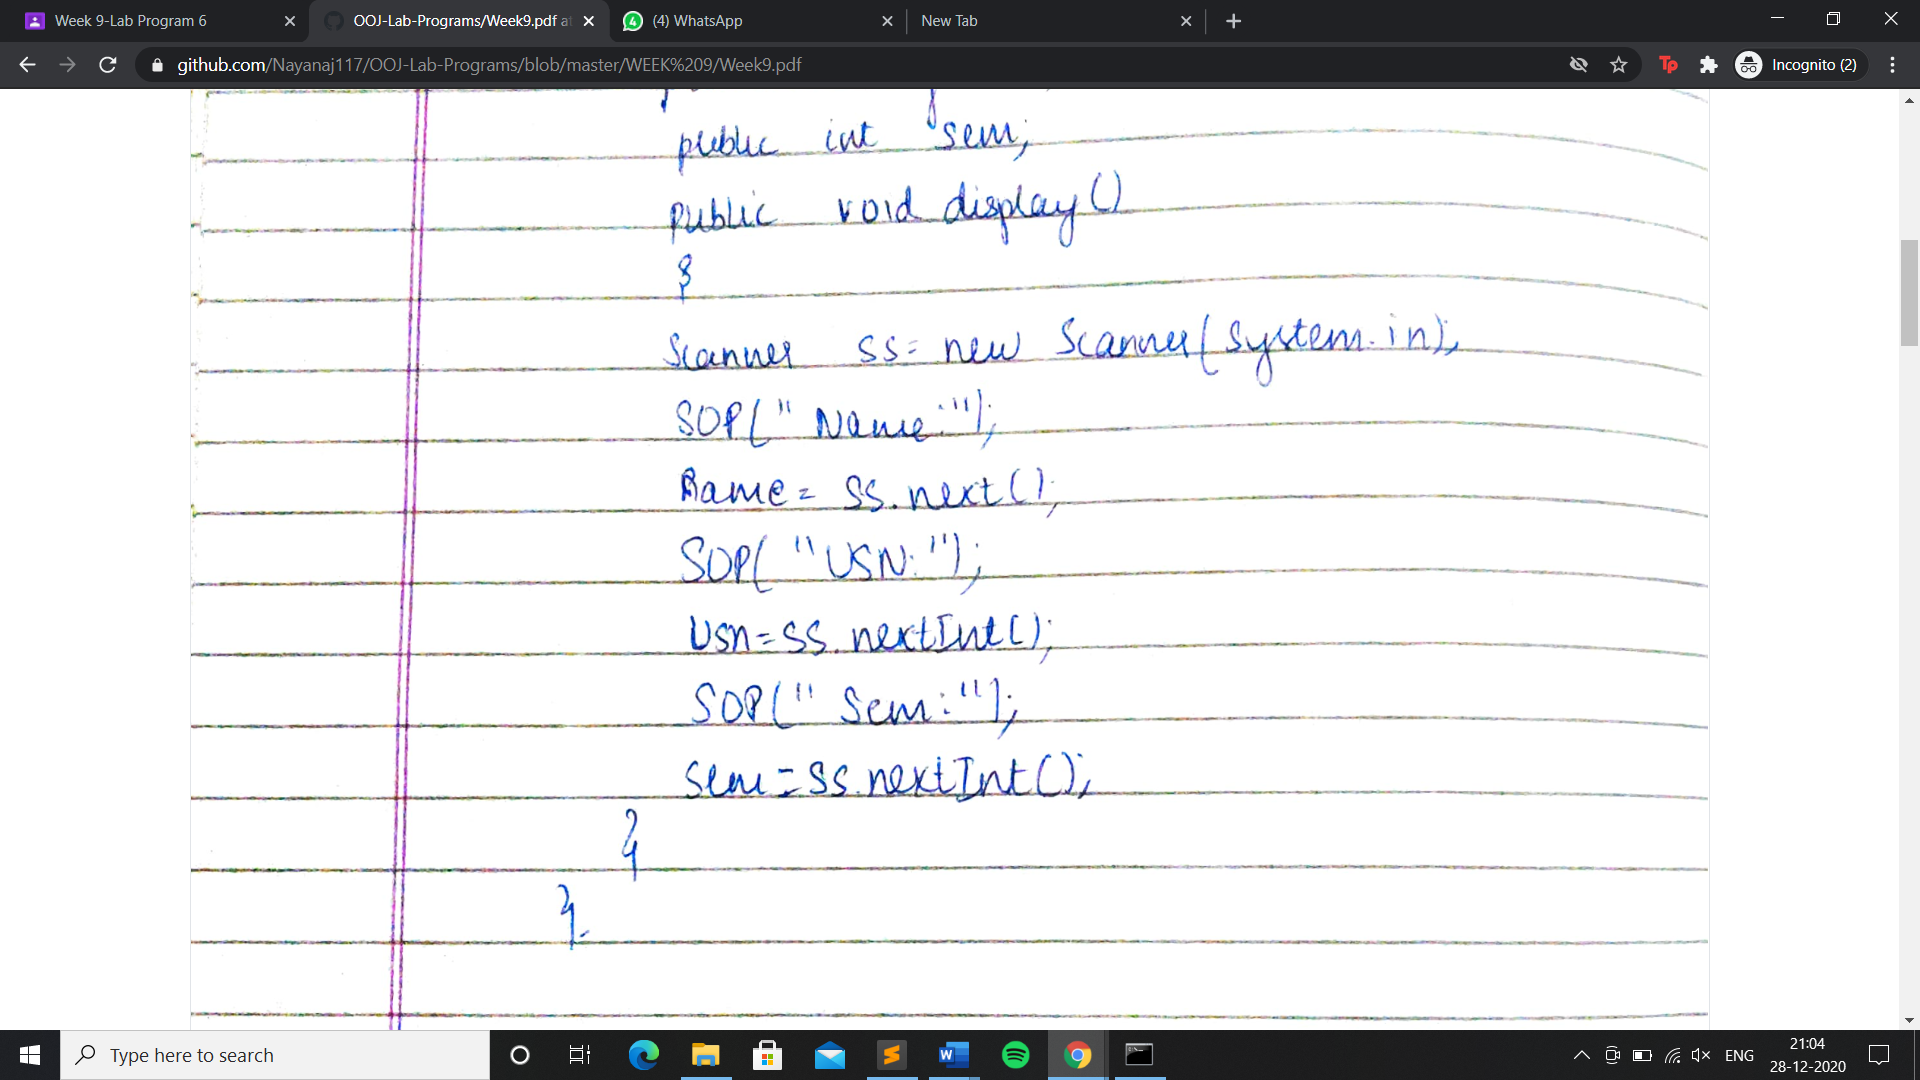 Week 9-Lab Program 6
OOJ-Lab-Programs/Week9.pdf at
(4) WhatsApp
New Tab
github.com/Nayanaj117/OOJ-Lab-Programs/blob/master/WEEK%209/Week9.pdf
Tp
Incognito (2)
public int sem;
public void display()
{
Scanner ss= new Scanner(System.in);
SOP("Name:");
name= ss.next();
SOP("USN:");
Usn=ss.nextInt();
SOP("Sem:");
Sem=ss.nextInt();
}
}
Type here to search
ENG
21:04
28-12-2020